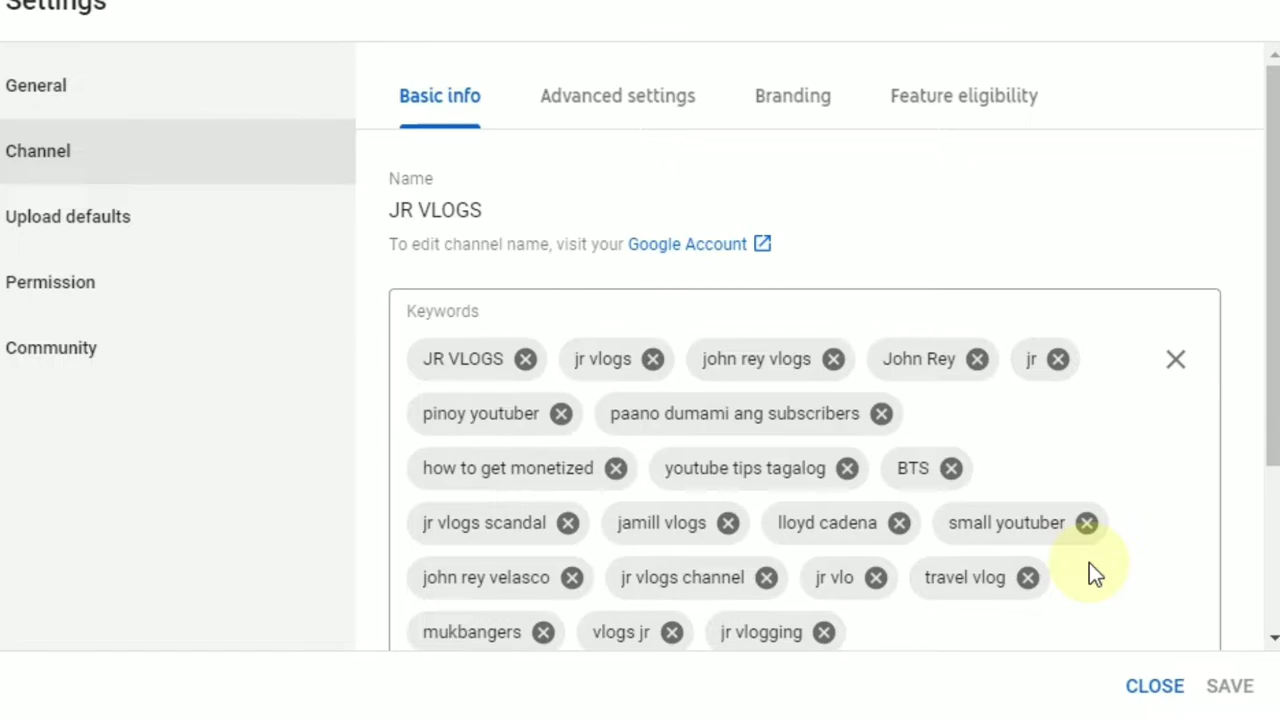 Settings
General
Channel
Upload defaults
Permission
Community
Basic info Advanced settings Branding Feature eligibility
Name
JR VLOGS
To edit channel name, visit your Google Account
Keywords
JR VLOGS jr vlogs john rey vlogs John Rey jr
pinoy youtuber paano dumami ang subscribers
how to get monetized youtube tips tagalog BTS
jr vlogs scandal jamill vlogs lloyd cadena small youtuber
john rey velasco jr vlogs channel jr vlo travel vlog
mukbangers vlogs jr jr vlogging
CLOSE SAVE